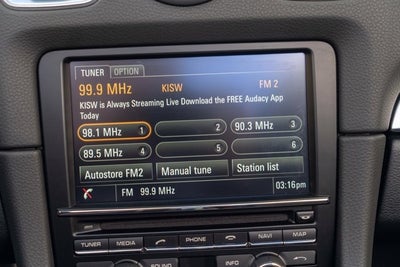 TUNER OPTION
99.9 MHz KISW FM 2
KISW is Always Streaming Live Download the FREE Audacy App
Today
98.1 MHz 1 2 90.3 MHz 3
89.5 MHz 4 5 6
Autostore FM2 Manual tune Station list
FM 99.9 MHz 03:16pm
TUNER MEDIA PHONE NAV MAP
INFO